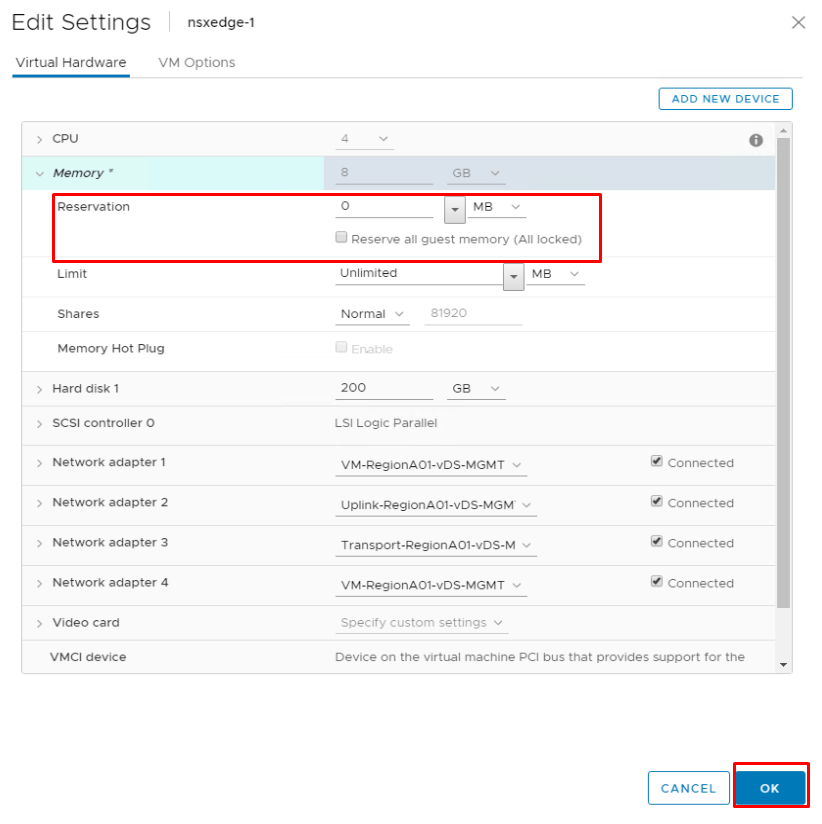 Edit Settings nsxedge-1
Virtual Hardware VM Options
ADD NEW DEVICE
CPU 4
Memory * 8 GB
Reservation 0 MB
Reserve all guest memory (All locked)
Limit Unlimited MB
Shares Normal 81920
Memory Hot Plug Enable
Hard disk 1 200 GB
SCSI controller 0 LSI Logic Parallel
Network adapter 1 VM-RegionA01-vDS-MGMT Connected
Network adapter 2 Uplink-RegionA01-vDS-MGM Connected
Network adapter 3 Transport-RegionA01-vDS-M Connected
Network adapter 4 VM-RegionA01-vDS-MGMT Connected
Video card Specify custom settings
VMCI device Device on the virtual machine PCI bus that provides support for the
CANCEL OK